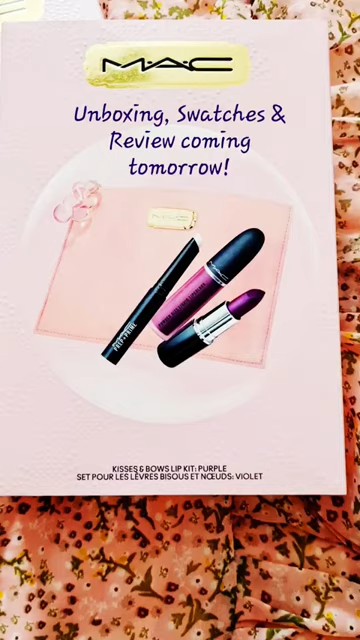 M·A·C
Unboxing, Swatches &
Review coming
tomorrow!
MAC
PREP+PRIME
KISSES & BOWS LIP KIT: PURPLE
SET POUR LES LÈVRES BISOUS ET NŒUDS: VIOLET